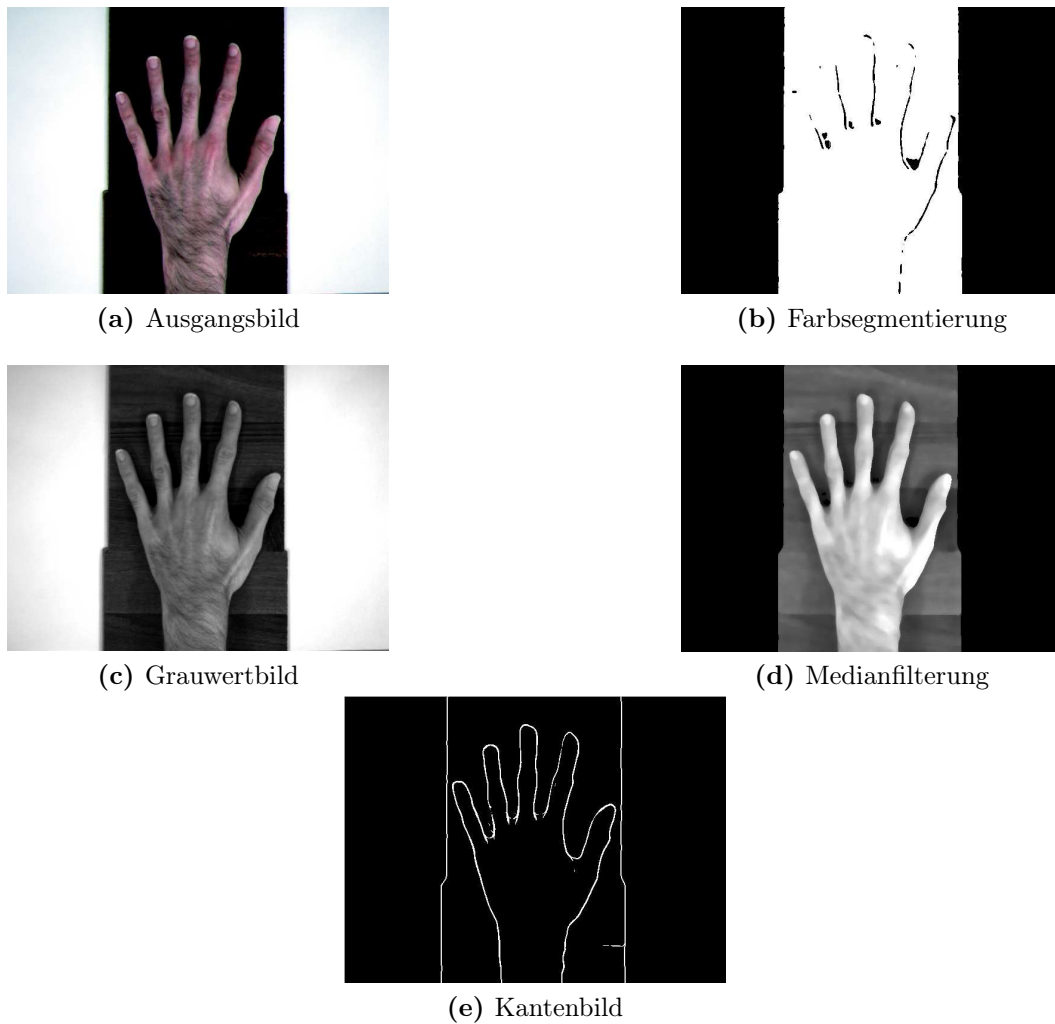 (a) Ausgangsbild
(b) Farbsegmentierung
(c) Grauwertbild
(d) Medianfilterung
(e) Kantenbild